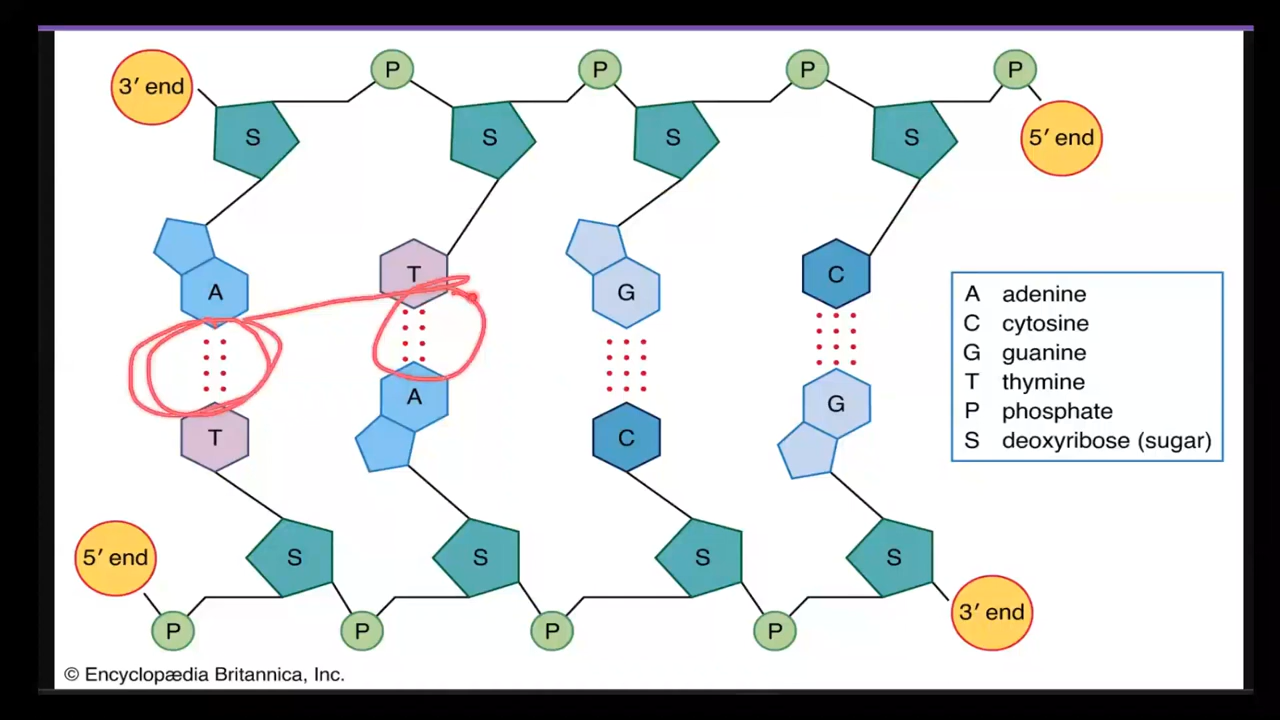 3′ end
P
P
P
P
5′ end
S
S
S
S
A
T
G
C
T
A
C
G
A adenine
C cytosine
G guanine
T thymine
P phosphate
S deoxyribose (sugar)
5′ end
S
S
S
S
3′ end
P
P
P
P
© Encyclopædia Britannica, Inc.